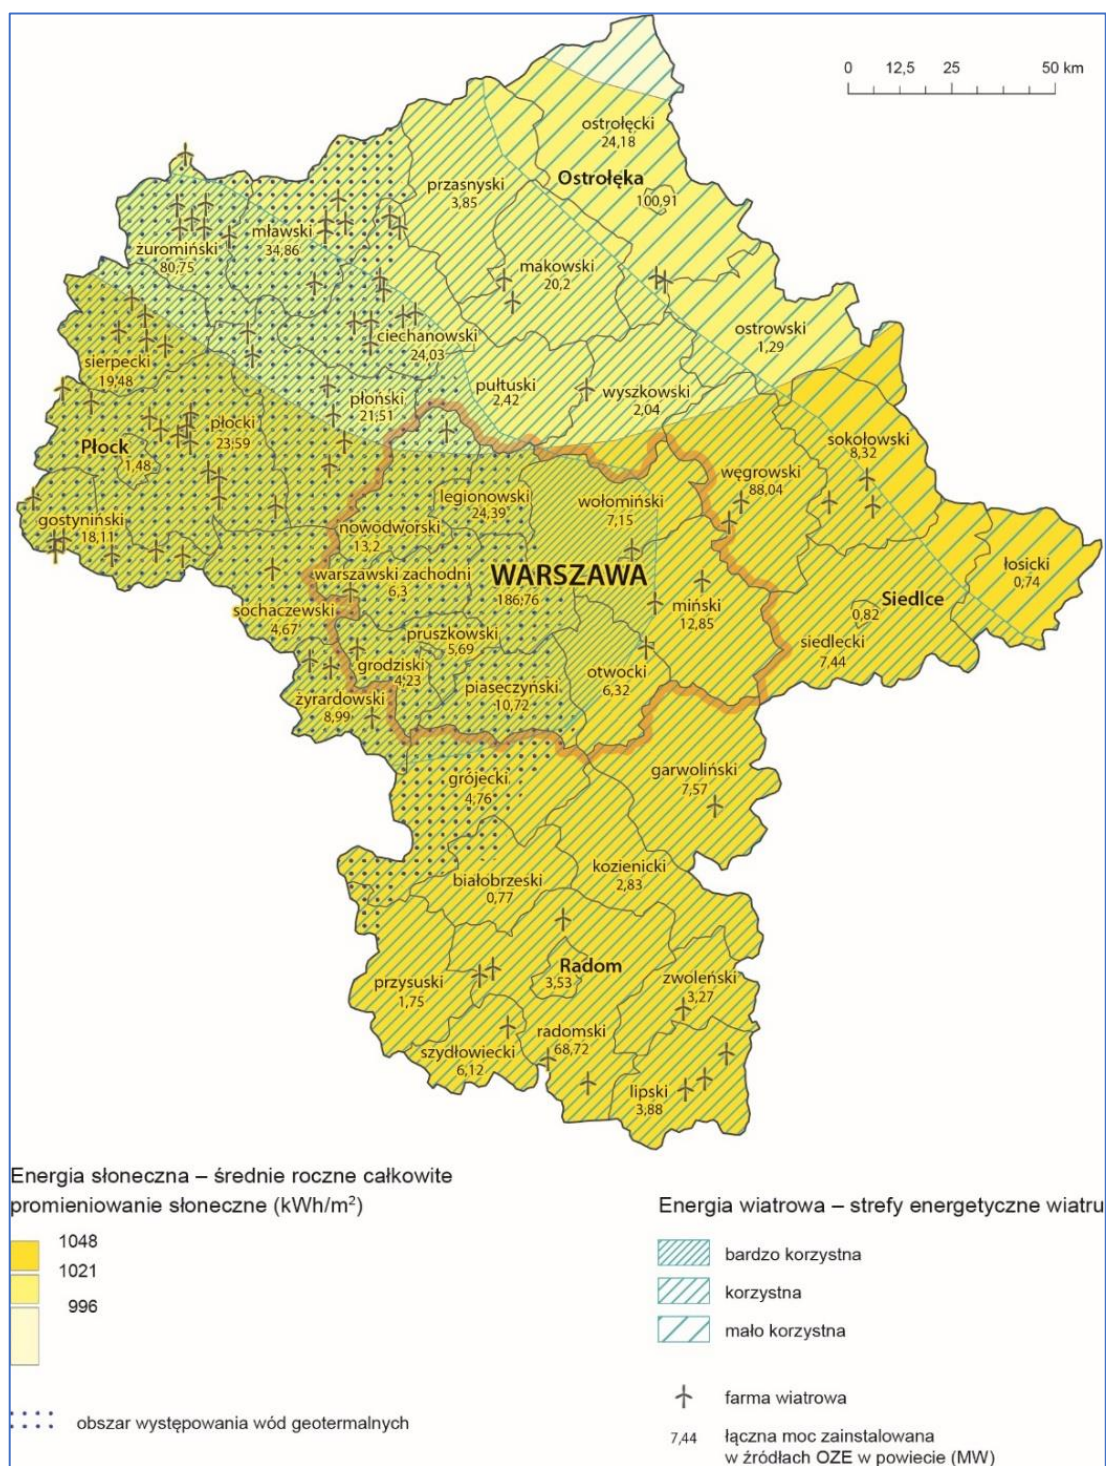 0 12,5 25 50 km
ostrołęcki
24,18
Ostrołęka
100,91
przasnyski
3,85
mławski
34,86
żuromiński
80,75
makowski
20,2
ostrowski
1,29
ciechanowski
24,03
sierpecki
19,48
płoński
21,51
pułtuski
2,42
wyszkowski
2,04
płocki
23,59
Płock
1,48
sokołowski
8,32
węgrowski
88,04
legionowski
24,39
wołomiński
7,15
gostyniński
18,11
nowodworski
13,2
łosicki
0,74
warszawski zachodni
6,3
WARSZAWA
186,76
Siedlce
0,82
sochaczewski
4,67
miński
12,85
pruszkowski
5,69
siedlecki
7,44
grodziski
4,23
otwocki
6,32
piaseczyński
10,72
żyrardowski
8,99
garwoliński
7,57
grójecki
4,76
kozienicki
2,83
białobrzeski
0,77
Radom
3,53
zwoleński
3,27
przysuski
1,75
radomski
68,72
szydłowiecki
6,12
lipski
3,88
Energia słoneczna – średnie roczne całkowite
promieniowanie słoneczne (kWh/m²)
1048
1021
996
obszar występowania wód geotermalnych
Energia wiatrowa – strefy energetyczne wiatru
bardzo korzystna
korzystna
mało korzystna
farma wiatrowa
7,44 łączna moc zainstalowana
w źródłach OZE w powiecie (MW)